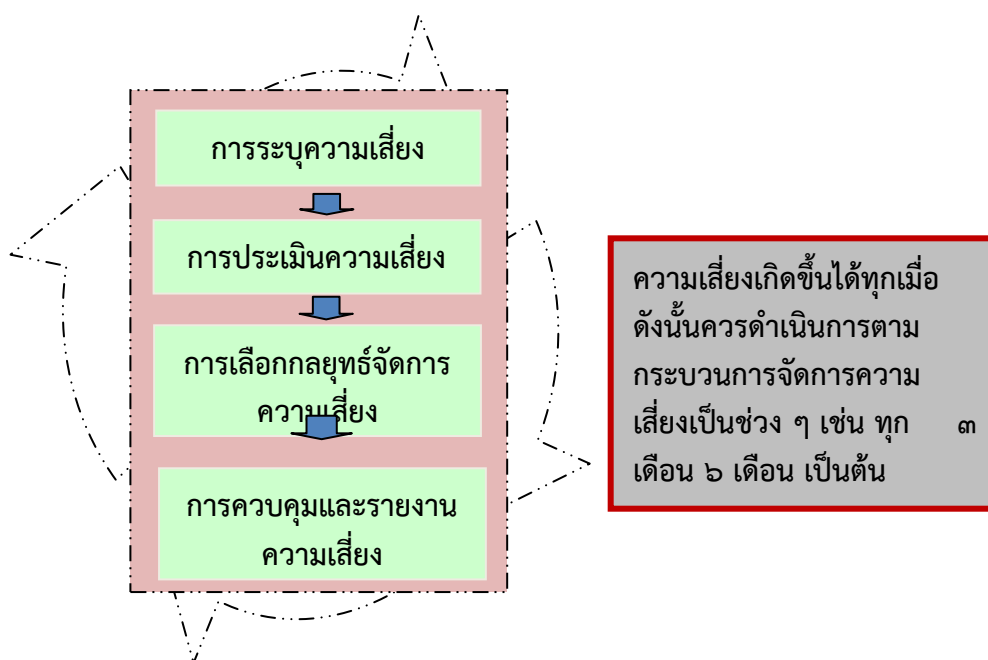 การระบุความเสี่ยง
การประเมินความเสี่ยง
การเลือกกลยุทธ์จัดการ
ความเสี่ยง
การควบคุมและรายงาน
ความเสี่ยง
ความเสี่ยงเกิดขึ้นได้ทุกเมื่อ
ดังนั้นควรดำเนินการตาม
กระบวนการจัดการความ
เสี่ยงเป็นช่วง ๆ เช่น ทุก ๓
เดือน ๖ เดือน เป็นต้น